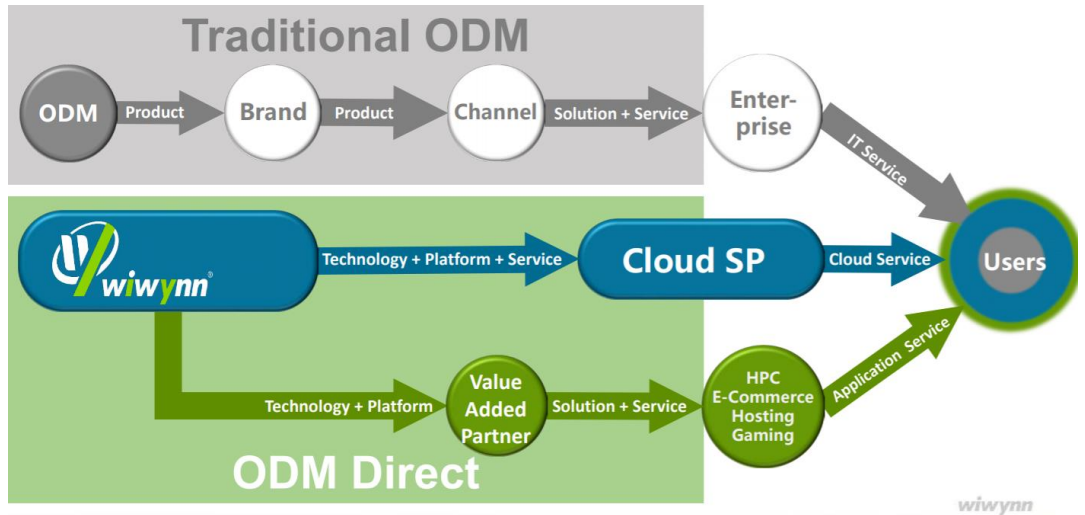 Traditional ODM
ODM
Product
Brand
Product
Channel
Solution + Service
Enter-
prise
IT Service
wiwynn®
Technology + Platform + Service
Cloud SP
Cloud Service
Users
Technology + Platform
Value
Added
Partner
Solution + Service
HPC
E-Commerce
Hosting
Gaming
Application Service
ODM Direct
wiwynn